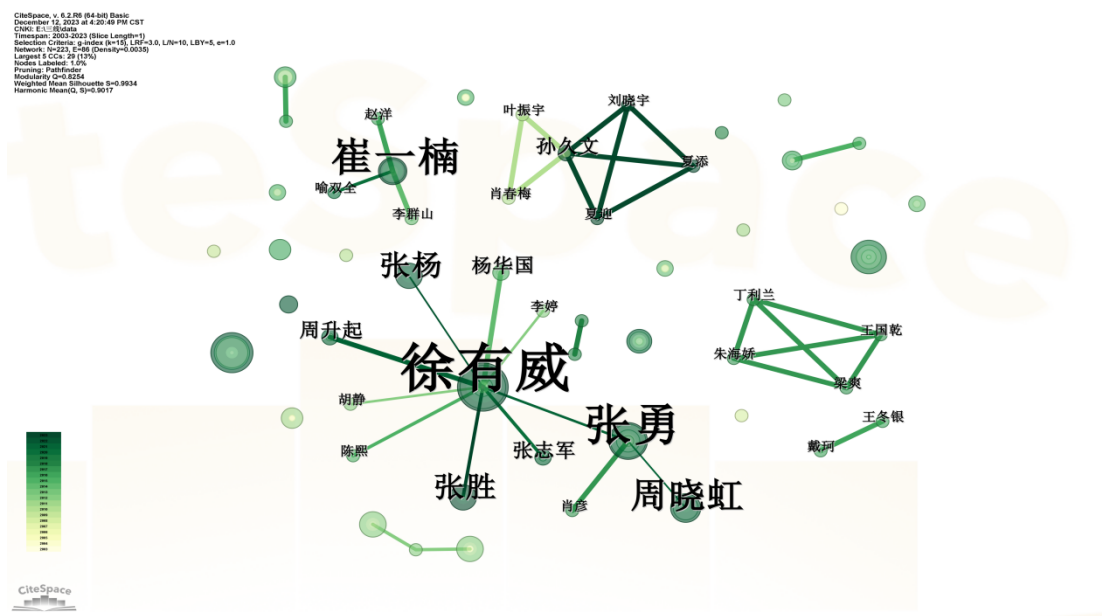 CiteSpace, v. 6.2.R6 (64-bit) Basic
December 12, 2023 at 4:20:49 PM CST
CNKI: E:\三线\data
Timespan: 2003-2023 (Slice Length=1)
Selection Criteria: g-index (k=15), LRF=3.0, L/N=10, LBY=5, e=1.0
Network: N=223, E=86 (Density=0.0035)
Largest 5 CCs: 29 (13%)
Nodes Labeled: 1.0%
Pruning: Pathfinder
Modularity Q=0.8254
Weighted Mean Silhouette S=0.9934
Harmonic Mean(Q, S)=0.9017
赵洋
叶振宇
刘晓宇
崔一楠
孙久文
夏添
喻双全
肖春梅
李群山
夏迎
张杨
杨华国
丁利兰
李婷
周升起
王国乾
朱海娇
徐有威
梁爽
胡静
王冬银
张勇
陈熙
张志军
戴珂
张胜
周晓虹
肖彦
teSpace
CiteSpace